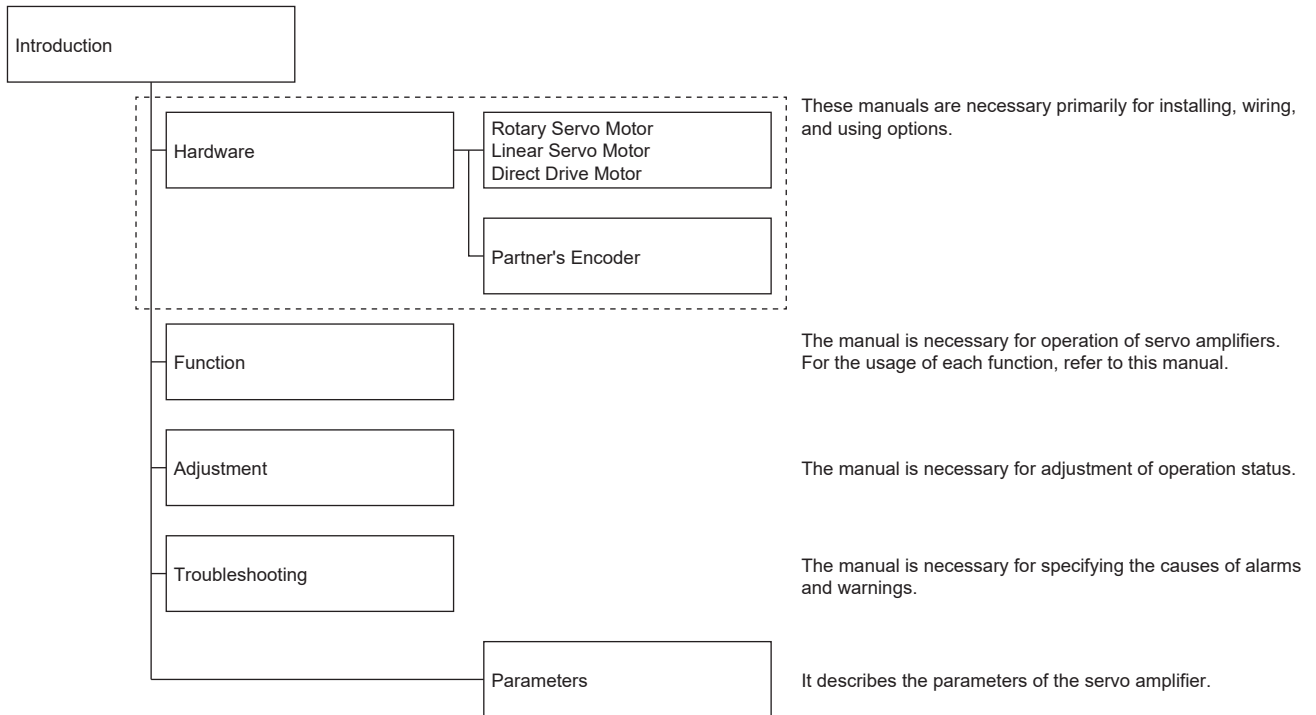 Introduction
Hardware
Rotary Servo Motor
Linear Servo Motor
Direct Drive Motor
These manuals are necessary primarily for installing, wiring,
and using options.
Partner's Encoder
Function
The manual is necessary for operation of servo amplifiers.
For the usage of each function, refer to this manual.
Adjustment
The manual is necessary for adjustment of operation status.
Troubleshooting
The manual is necessary for specifying the causes of alarms
and warnings.
Parameters
It describes the parameters of the servo amplifier.